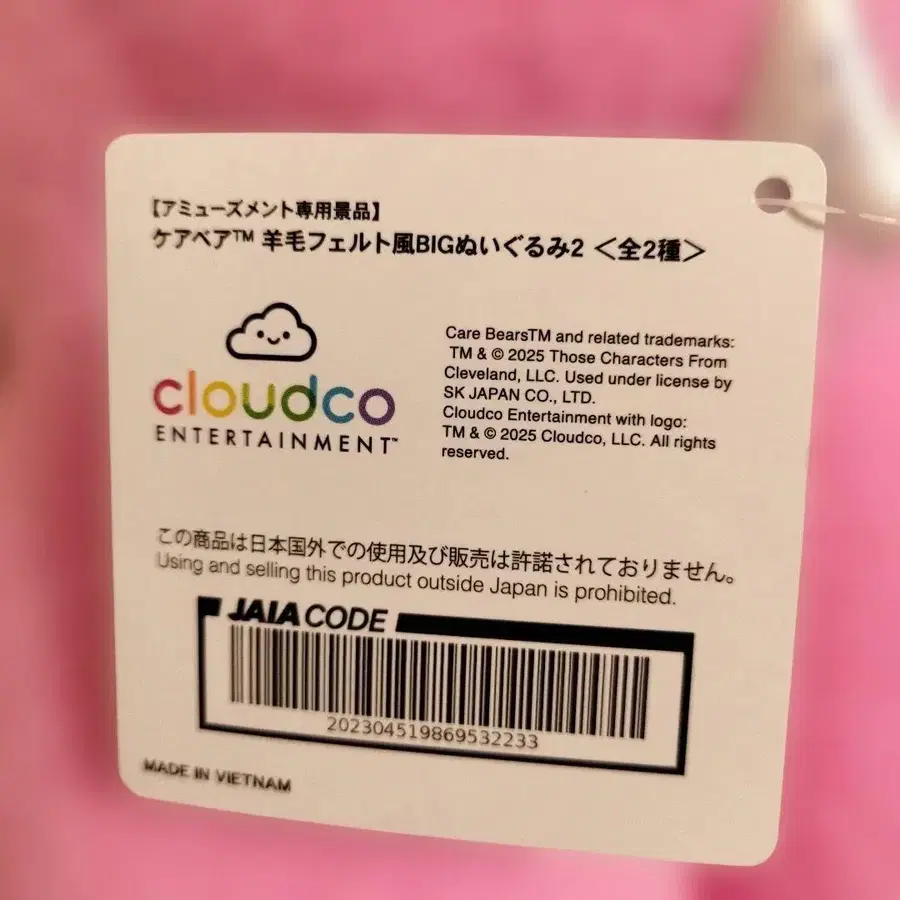 【アミューズメント専用景品】
ケアベア™ 羊毛フェルト風BIGぬいぐるみ2 ＜全2種＞
cloudco
ENTERTAINMENT™
Care BearsTM and related trademarks:
TM & © 2025 Those Characters From
Cleveland, LLC. Used under license by
SK JAPAN CO., LTD.
Cloudco Entertainment with logo:
TM & © 2025 Cloudco, LLC. All rights
reserved.
この商品は日本国外での使用及び販売は許諾されておりません。
Using and selling this product outside Japan is prohibited.
JAIA CODE
202304519869532233
MADE IN VIETNAM